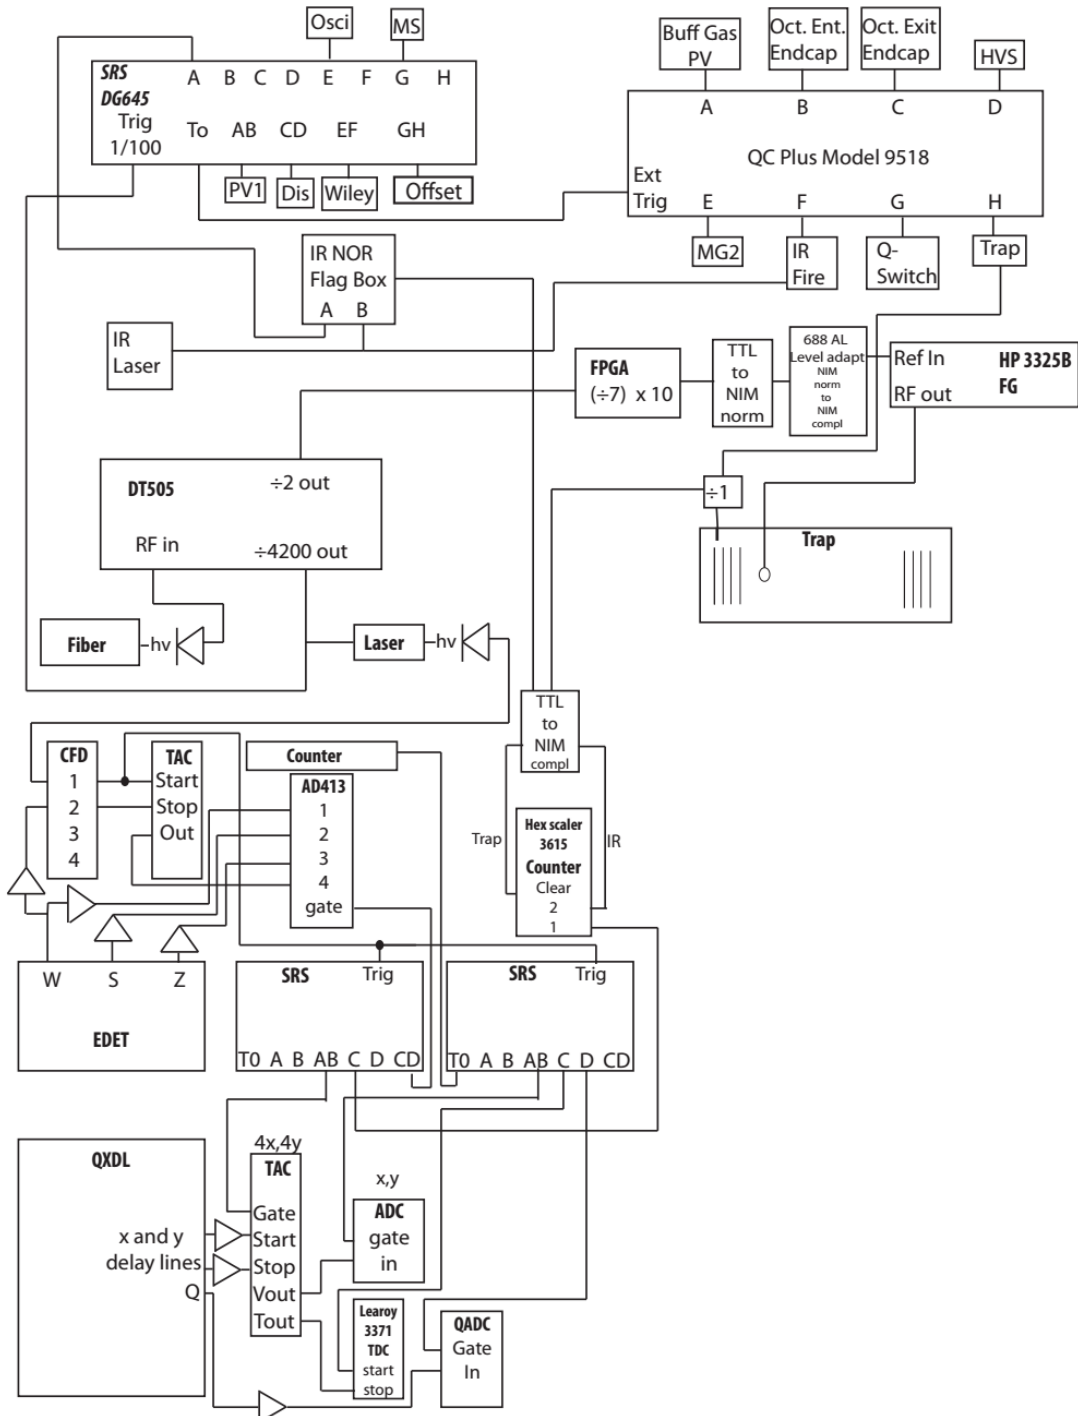 Osci
MS
SRS
DG645
Trig
1/100
A B C D E F G H
To AB CD EF GH
PV1
Dis
Wiley
Offset
Buff Gas
PV
Oct. Ent.
Endcap
Oct. Exit
Endcap
HVS
A B C D
QC Plus Model 9518
Ext
Trig
E F G H
MG2
IR
Fire
Q-
Switch
Trap
IR NOR
Flag Box
A B
IR
Laser
FPGA
(÷7) x 10
TTL
to
NIM
norm
688 AL
Level adapt
NIM
norm
to
NIM
compl
Ref In
HP 3325B
FG
RF out
DT505
÷2 out
RF in
÷4200 out
÷1
Trap
Fiber
hv
Laser
hv
TTL
to
NIM
compl
CFD
1
2
3
4
TAC
Start
Stop
Out
Counter
AD413
1
2
3
4
gate
Trap
IR
Hex scaler
3615
Counter
Clear
2
1
W S Z
EDET
SRS
Trig
T0 A B AB C D CD
SRS
Trig
T0 A B AB C D CD
QXDL
x and y
delay lines
Q
4x,4y
TAC
Gate
Start
Stop
Vout
Tout
x,y
ADC
gate
in
Learoy
3371
TDC
start
stop
QADC
Gate
In